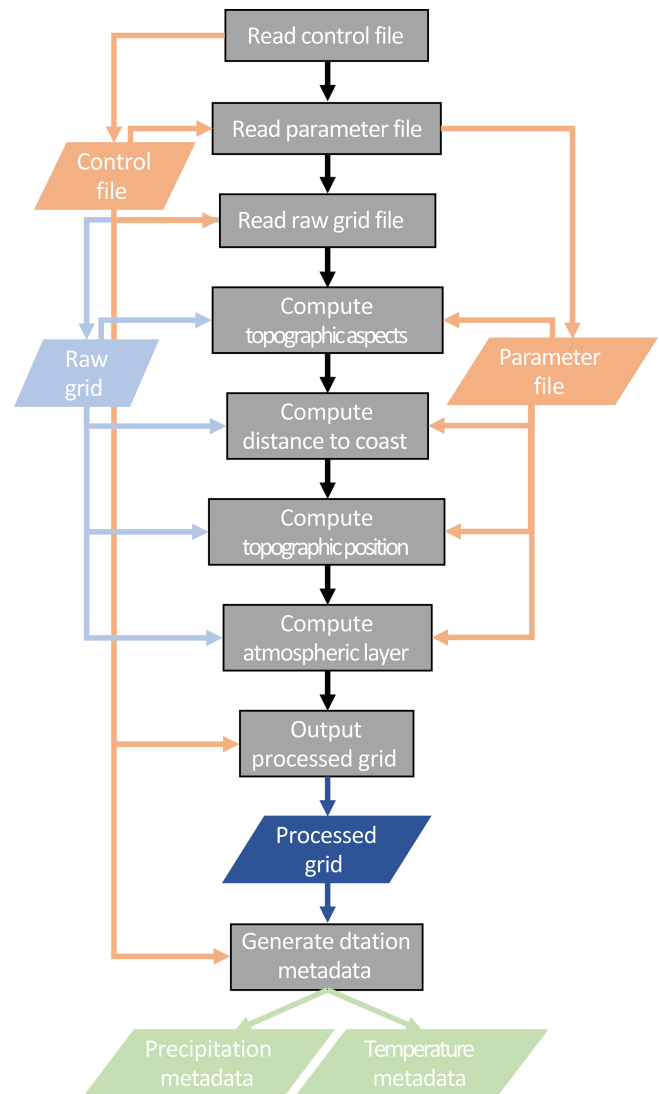 Read control file
Read parameter file
Control
file
Read raw grid file
Compute
topographic aspects
Raw
grid
Parameter
file
Compute
distance to coast
Compute
topographic position
Compute
atmospheric layer
Output
processed grid
Processed
grid
Generate dtation
metadata
Precipitation
metadata
Temperature
metadata